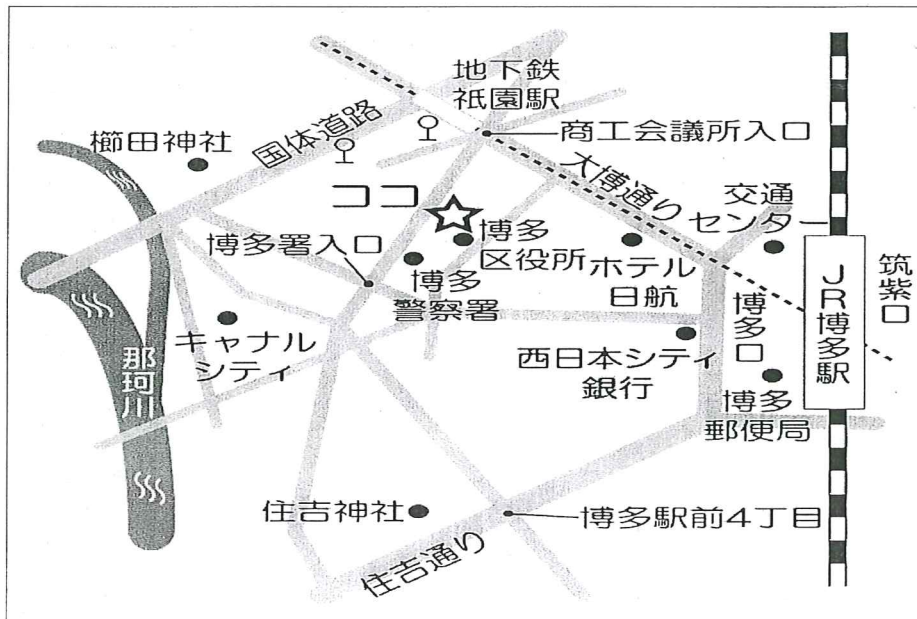 地下鉄
祇園駅
商工会議所入口
櫛田神社
国体道路
大博通り
交通
センター
ココ
博多
区役所
博多署入口
ホテル
日航
博多
警察署
筑紫口
JR博多駅
博多口
キャナル
シティ
那珂川
西日本シティ
銀行
博多
郵便局
住吉神社
博多駅前4丁目
住吉通り